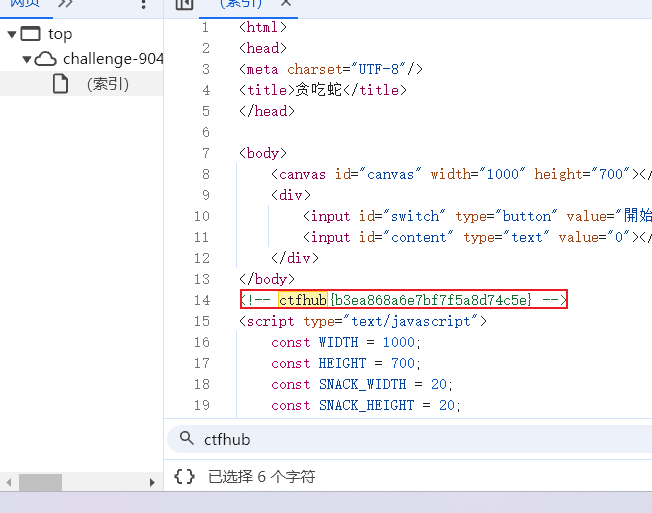 网页
(索引)
top
challenge-904
(索引)
1 <html>
2 <head>
3 <meta charset="UTF-8"/>
4 <title>贪吃蛇</title>
5 </head>
6
7 <body>
8 <canvas id="canvas" width="1000" height="700"></
9 <div>
10 <input id="switch" type="button" value="開始
11 <input id="content" type="text" value="0"></
12 </div>
13 </body>
14 <!-- ctfhub{b3ea868a6e7bf7f5a8d74c5e} -->
15 <script type="text/javascript">
16 const WIDTH = 1000;
17 const HEIGHT = 700;
18 const SNACK_WIDTH = 20;
19 const SNACK_HEIGHT = 20;
ctfhub
{} 已选择 6 个字符